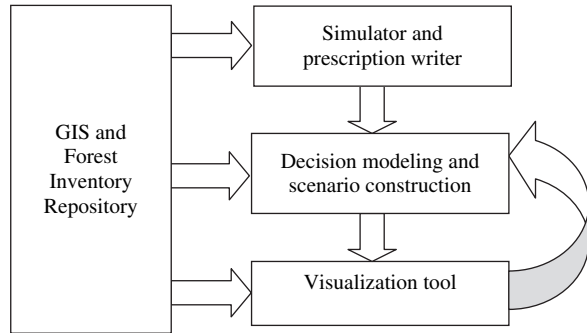 GIS and
Forest
Inventory
Repository
Simulator and
prescription writer
Decision modeling and
scenario construction
Visualization tool